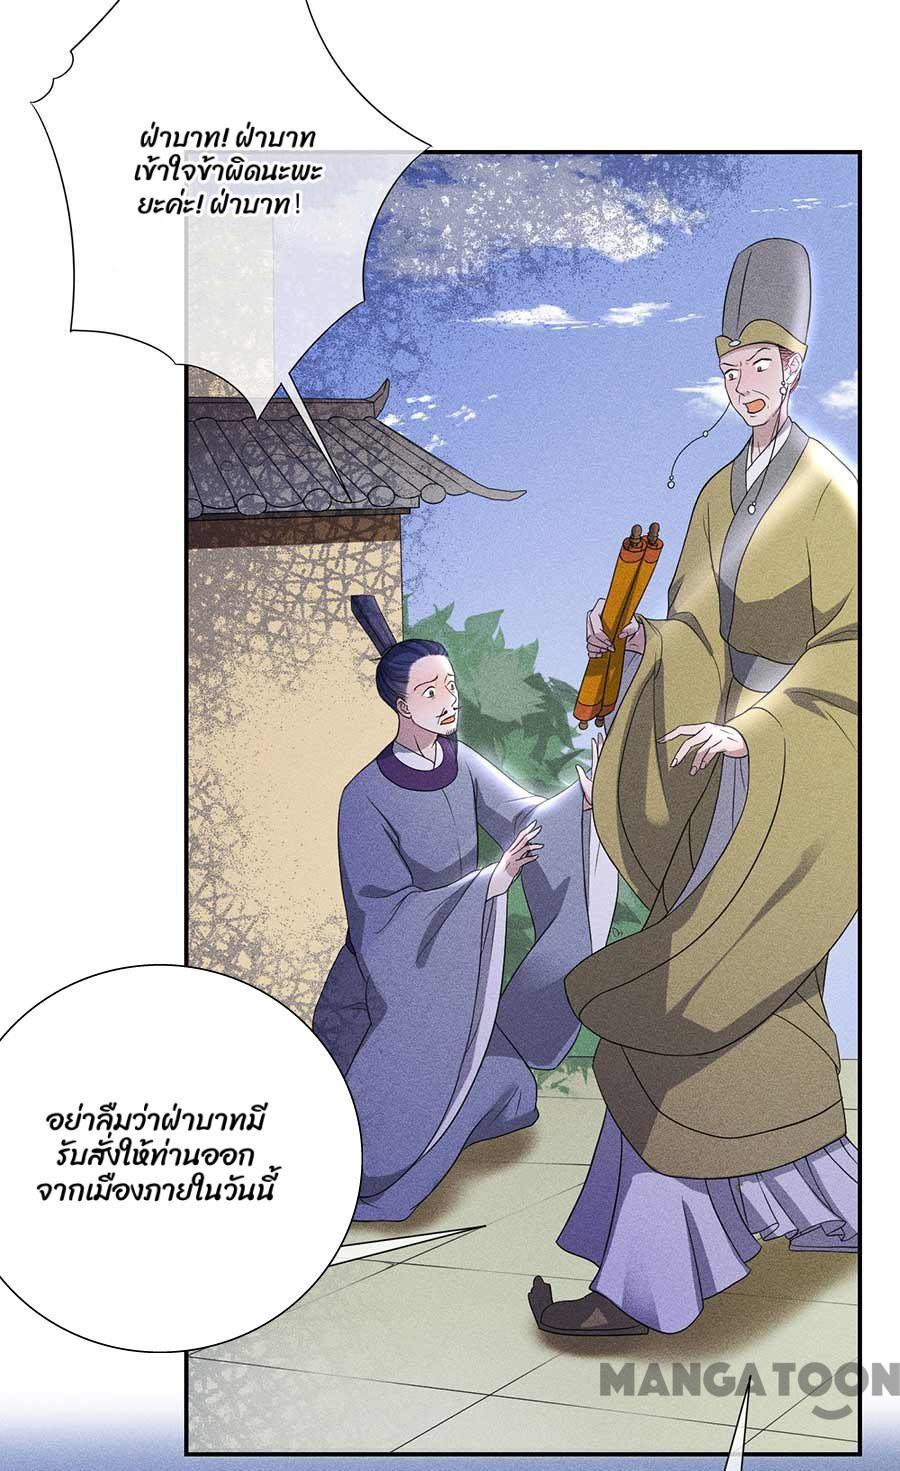 ฝ่าบาท! ฝ่าบาท
เข้าใจข้าผิดนะพะ
ยะค่ะ! ฝ่าบาท!
อย่าลืมว่าฝ่าบาทมี
รับสั่งให้ท่านออก
จากเมืองภายในวันนี้
MANGATOON